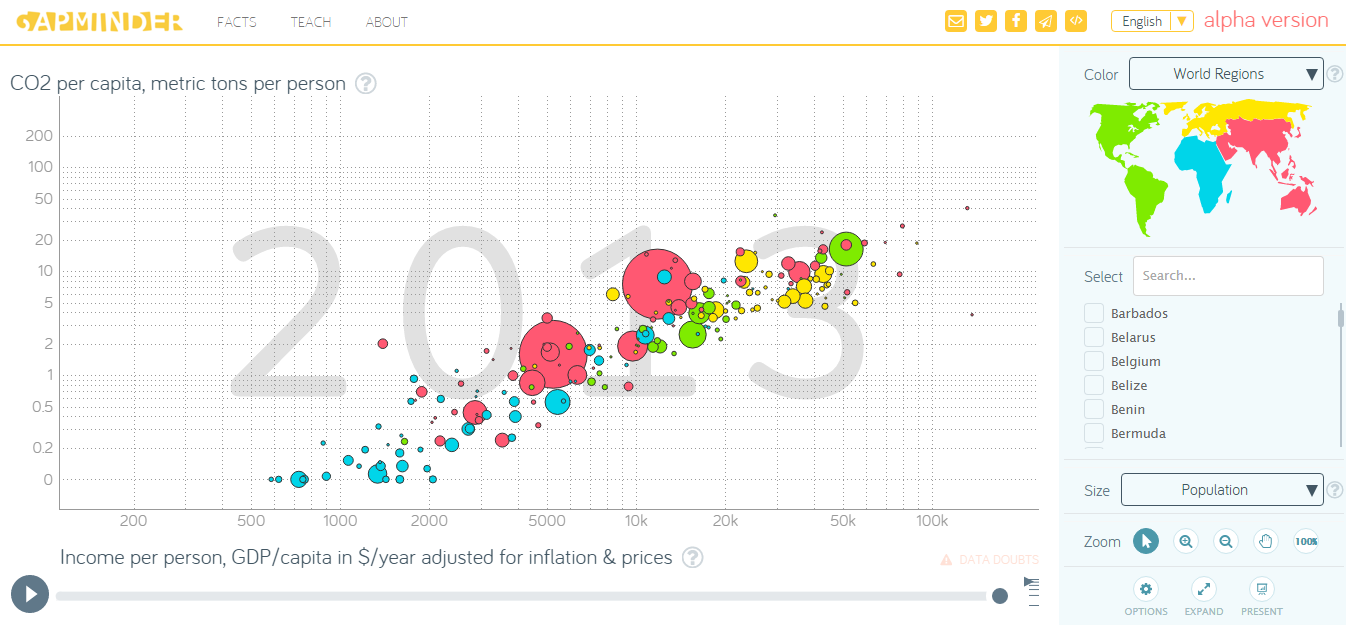 GAPMINDER FACTS TEACH ABOUT English ▼ alpha version
CO2 per capita, metric tons per person ?
Color World Regions ▼ ?
200
100
50
20
10
5
2
1
0.5
0.2
0
2013
200 500 1000 2000 5000 10k 20k 50k 100k
Income per person, GDP/capita in $/year adjusted for inflation & prices ?
DATA DOUBTS
Select Search...
Barbados
Belarus
Belgium
Belize
Benin
Bermuda
Size Population ▼ ?
Zoom 100%
OPTIONS EXPAND PRESENT